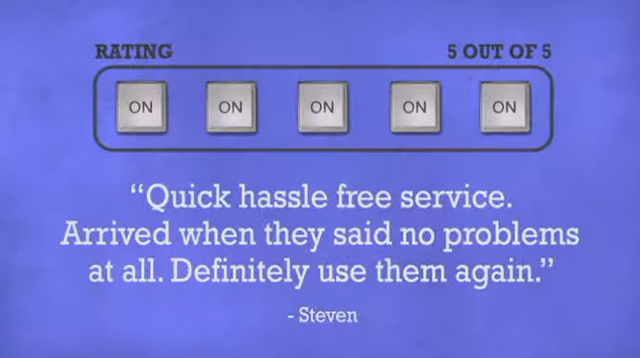 RATING 5 OUT OF 5
ON ON ON ON ON
“Quick hassle free service.
Arrived when they said no problems
at all. Definitely use them again.”
- Steven